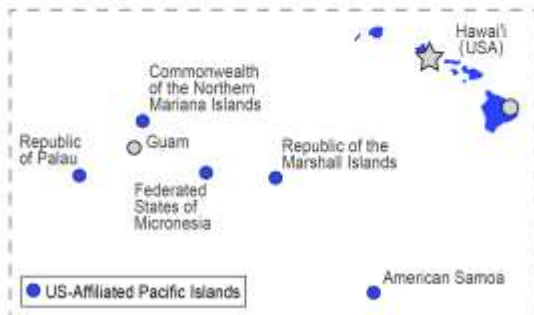 Hawai'i
(USA)
Commonwealth
of the Northern
Mariana Islands
Republic
of Palau
Guam
Republic of the
Marshall Islands
Federated
States of
Micronesia
American Samoa
US-Affiliated Pacific Islands